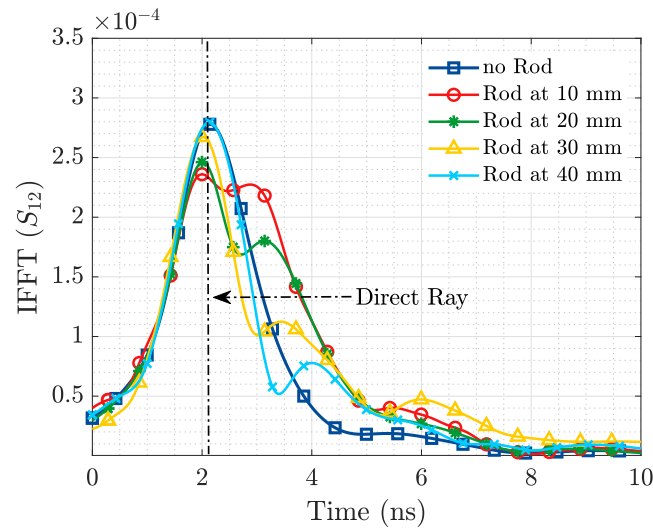 ×10⁻⁴
3.5
3
2.5
2
1.5
1
0.5
IFFT (S₁₂)
no Rod
Rod at 10 mm
Rod at 20 mm
Rod at 30 mm
Rod at 40 mm
Direct Ray
0 2 4 6 8 10
Time (ns)